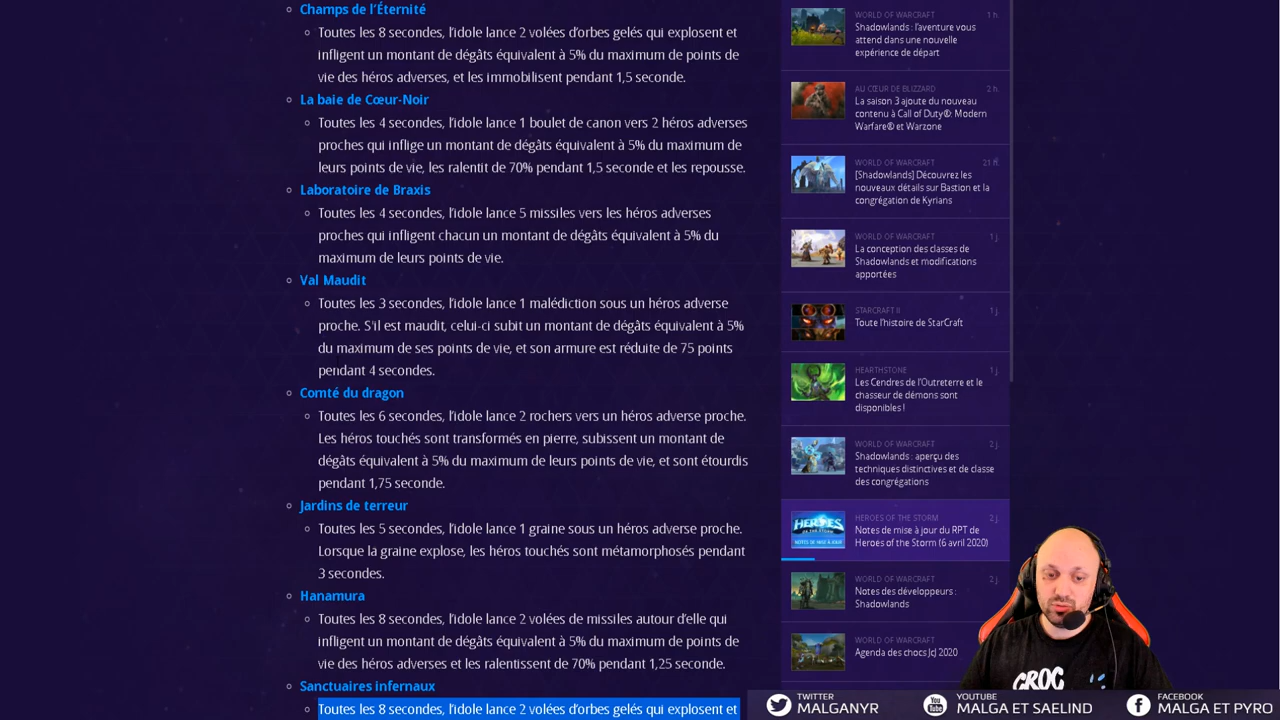 Champs de l'Éternité
Toutes les 8 secondes, l'idole lance 2 volées d'orbes gelés qui explosent et
infligent un montant de dégâts équivalent à 5% du maximum de points de
vie des héros adverses, et les immobilisent pendant 1,5 seconde.
La baie de Cœur-Noir
Toutes les 4 secondes, l'idole lance 1 boulet de canon vers 2 héros adverses
proches qui inflige un montant de dégâts équivalent à 5% du maximum de
leurs points de vie, les ralentit de 70% pendant 1,5 seconde et les repousse.
Laboratoire de Braxis
Toutes les 4 secondes, l'idole lance 5 missiles vers les héros adverses
proches qui infligent chacun un montant de dégâts équivalent à 5% du
maximum de leurs points de vie.
Val Maudit
Toutes les 3 secondes, l'idole lance 1 malédiction sous un héros adverse
proche. S'il est maudit, celui-ci subit un montant de dégâts équivalent à 5%
du maximum de ses points de vie, et son armure est réduite de 75 points
pendant 4 secondes.
Comté du dragon
Toutes les 6 secondes, l'idole lance 2 rochers vers un héros adverse proche.
Les héros touchés sont transformés en pierre, subissent un montant de
dégâts équivalent à 5% du maximum de leurs points de vie, et sont étourdis
pendant 1,75 seconde.
Jardins de terreur
Toutes les 5 secondes, l'idole lance 1 graine sous un héros adverse proche.
Lorsque la graine explose, les héros touchés sont métamorphosés pendant
3 secondes.
Hanamura
Toutes les 8 secondes, l'idole lance 2 volées de missiles autour d'elle qui
infligent un montant de dégâts équivalent à 5% du maximum de points de
vie des héros adverses et les ralentissent de 70% pendant 1,25 seconde.
Sanctuaires infernaux
Toutes les 8 secondes, l'idole lance 2 volées d'orbes gelés qui explosent et
WORLD OF WARCRAFT 1 h.
Shadowlands : l'aventure vous
attend dans une nouvelle
expérience de départ
AU CŒUR DE BLIZZARD 2 h.
La saison 3 ajoute du nouveau
contenu à Call of Duty®: Modern
Warfare® et Warzone
WORLD OF WARCRAFT 21 h.
[Shadowlands] Découvrez les
nouveaux détails sur Bastion et la
congrégation de Kyrians
WORLD OF WARCRAFT 1 j.
La conception des classes de
Shadowlands et modifications
apportées
STARCRAFT II 1 j.
Toute l'histoire de StarCraft
HEARTHSTONE 1 j.
Les Cendres de l'Outreterre et le
chasseur de démons sont
disponibles !
WORLD OF WARCRAFT 2 j.
Shadowlands : aperçu des
techniques distinctives et de classe
des congrégations
HEROES OF THE STORM 2 j.
HEROES
Notes de mise à jour du RPT de
Heroes of the Storm (6 avril 2020)
WORLD OF WARCRAFT 2 j.
Notes des développeurs :
Shadowlands
WORLD OF WARCRAFT
Agenda des chocs JcJ 2020
CROC
TWITTER
MALGANYR
YOUTUBE
MALGA ET SAELIND
FACEBOOK
MALGA ET PYRO